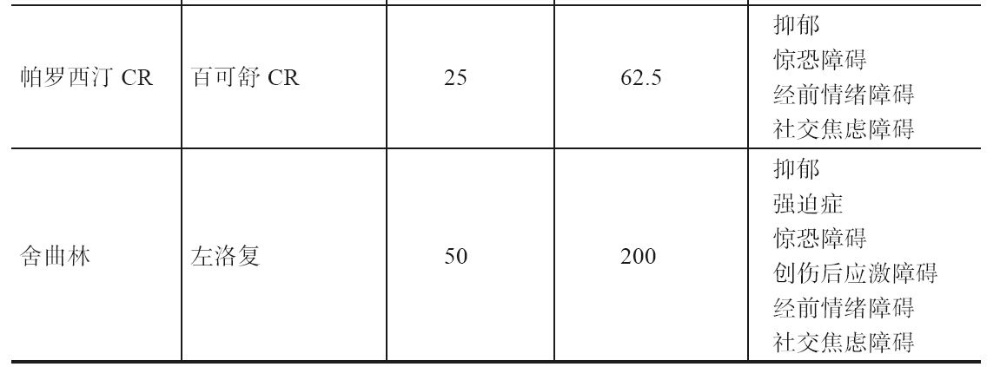 抑郁
惊恐障碍
帕罗西汀 CR 百可舒 CR 25 62.5
经前情绪障碍
社交焦虑障碍
抑郁
强迫症
惊恐障碍
舍曲林 左洛复 50 200
创伤后应激障碍
经前情绪障碍
社交焦虑障碍